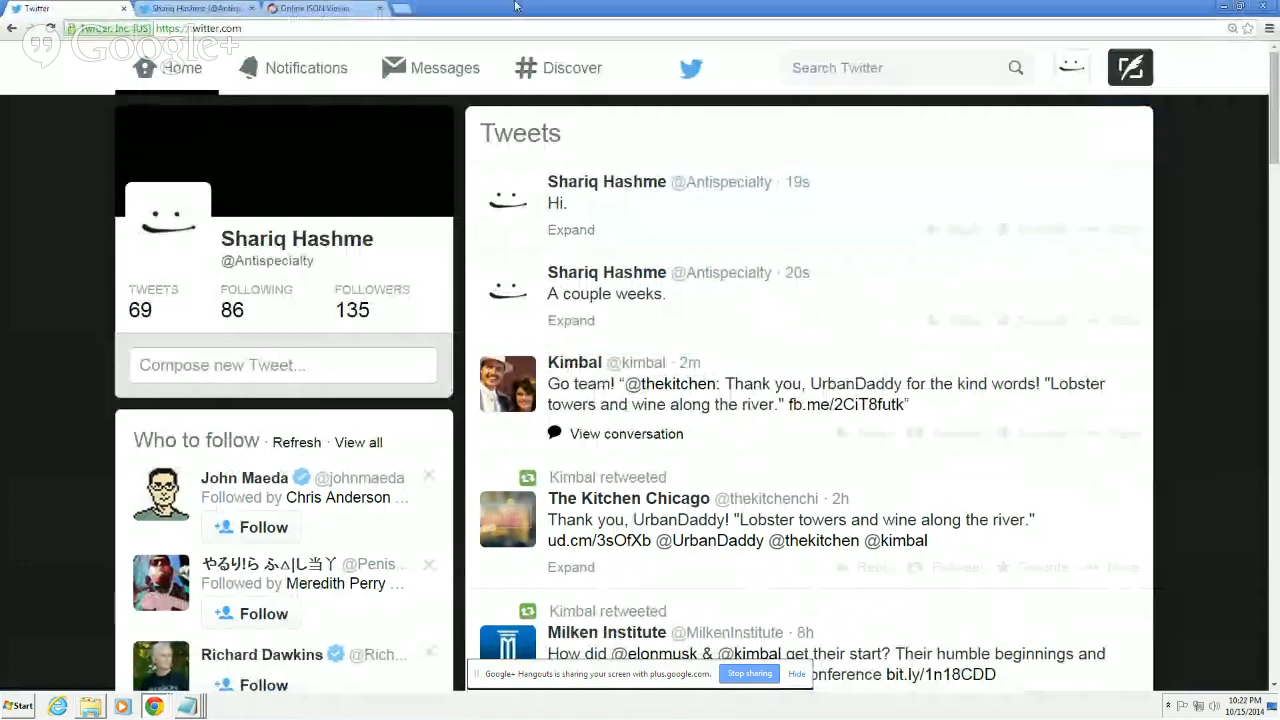 Twitter
Shariq Hashme (@Antisp
Online JSON Viewer
Twitter, Inc. [US] https://twitter.com
Google+
Home
Notifications
Messages
Discover
Search Twitter
Shariq Hashme
@Antispecialty
TWEETS FOLLOWING FOLLOWERS
69 86 135
Compose new Tweet...
Who to follow · Refresh · View all
John Maeda @johnmaeda
Followed by Chris Anderson ...
Follow
@Penis..
Followed by Meredith Perry ...
Follow
Richard Dawkins @Rich...
Follow
Tweets
Shariq Hashme @Antispecialty · 19s
Hi.
Expand
Shariq Hashme @Antispecialty · 20s
A couple weeks.
Expand
Kimbal @kimbal · 2m
Go team! “@thekitchen: Thank you, UrbanDaddy for the kind words! "Lobster
towers and wine along the river." fb.me/2CiT8futk”
View conversation
Kimbal retweeted
The Kitchen Chicago @thekitchenchi · 2h
Thank you, UrbanDaddy! "Lobster towers and wine along the river."
ud.cm/3sOfXb @UrbanDaddy @thekitchen @kimbal
Expand
Kimbal retweeted
Milken Institute @MilkenInstitute · 8h
How did @elonmusk & @kimbal get their start? Their humble beginnings and
onference bit.ly/1n18CDD
Google+ Hangouts is sharing your screen with plus.google.com.
Stop sharing
Hide
Start
10:22 PM
10/15/2014